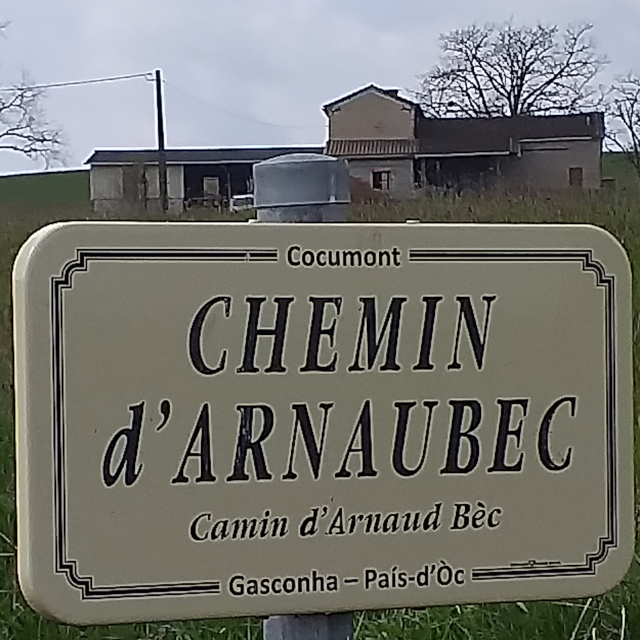 Cocumont
CHEMIN
d'ARNAUBEC
Camin d'Arnaud Bèc
Gasconha – País-d'Òc